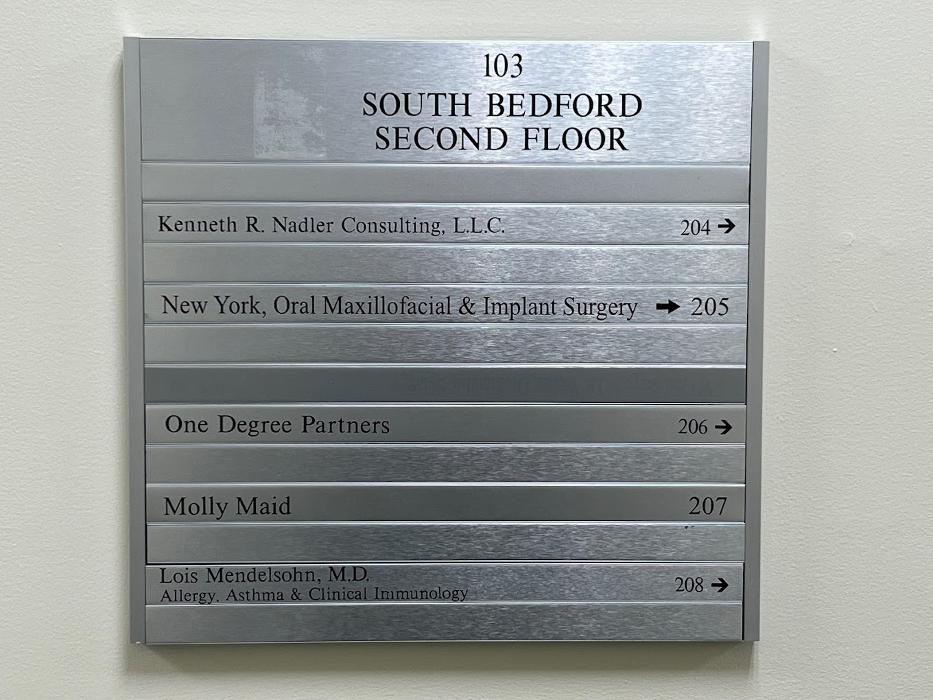 103
SOUTH BEDFORD
SECOND FLOOR
Kenneth R. Nadler Consulting, L.L.C. 204 →
New York, Oral Maxillofacial & Implant Surgery → 205
One Degree Partners 206 →
Molly Maid 207
Lois Mendelsohn, M.D. 208 →
Allergy. Asthma & Clinical Immunology